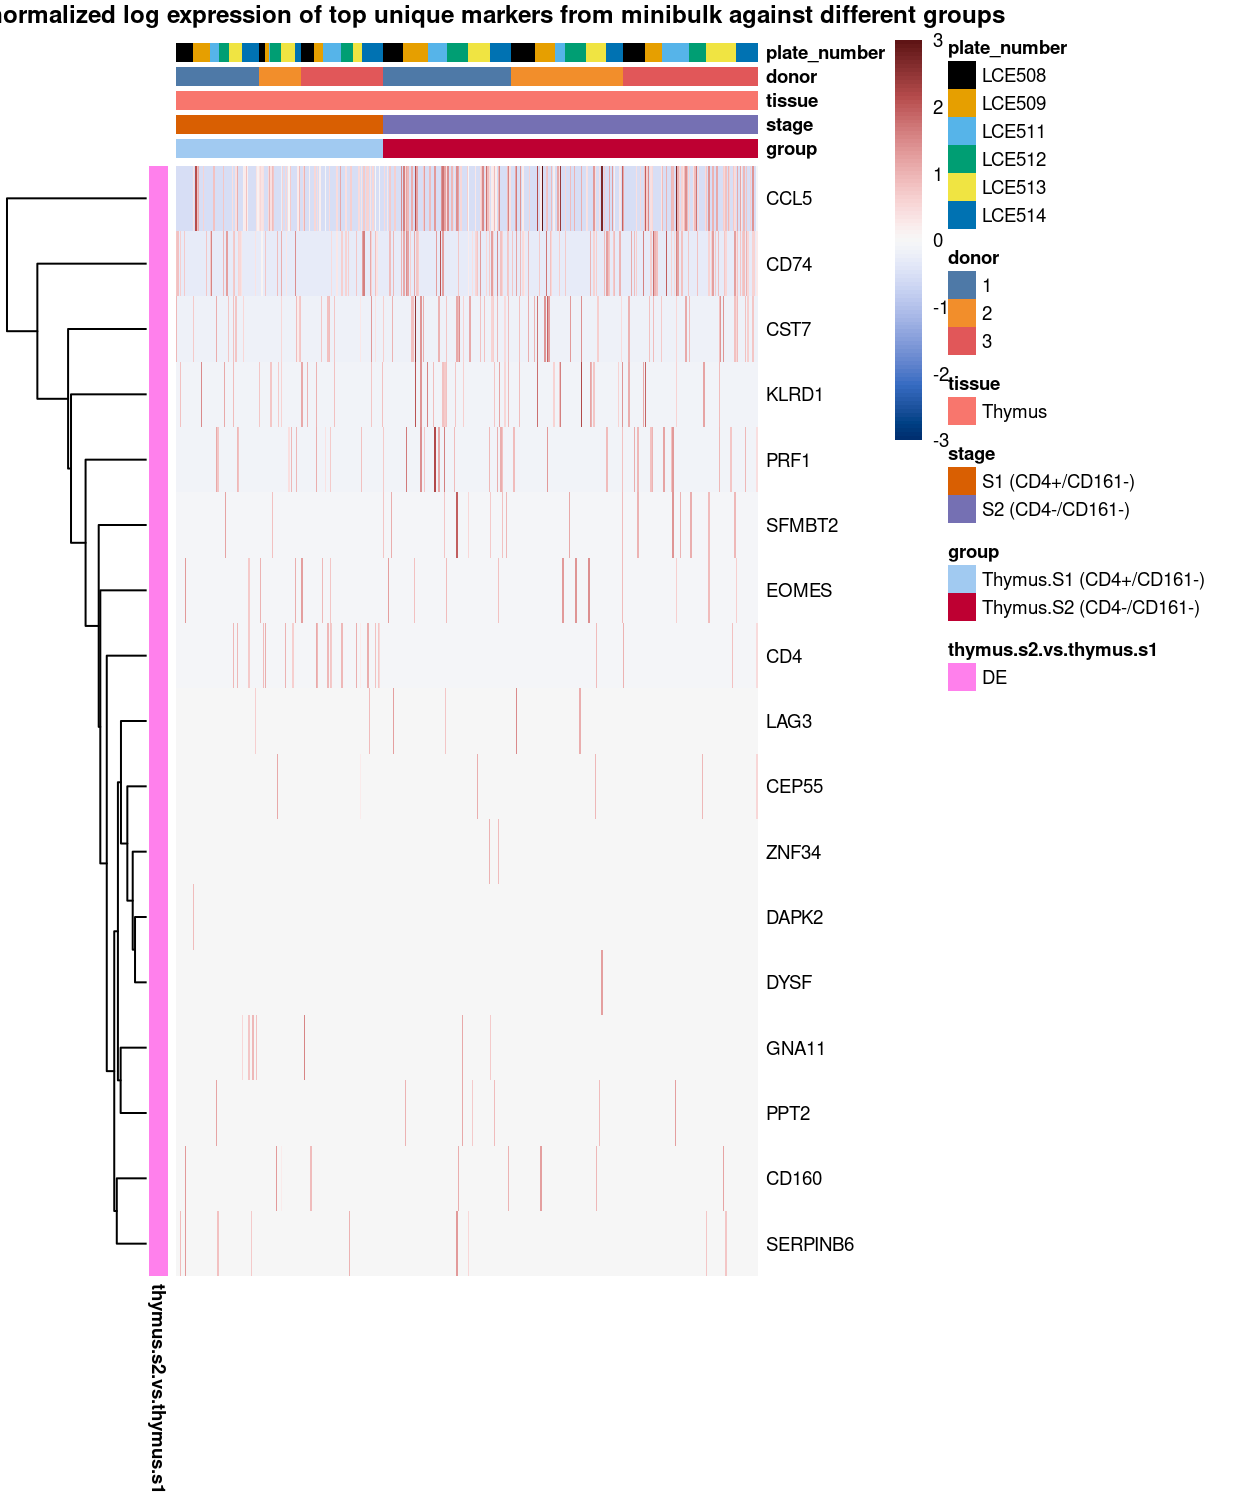 normalized log expression of top unique markers from minibulk against different groups
plate_number
donor
tissue
stage
group
CCL5
CD74
CST7
KLRD1
PRF1
SFMBT2
EOMES
CD4
LAG3
CEP55
ZNF34
DAPK2
DYSF
GNA11
PPT2
CD160
SERPINB6
thymus.s2.vs.thymus.s1
3
2
1
0
-1
-2
-3
plate_number
LCE508
LCE509
LCE511
LCE512
LCE513
LCE514
donor
1
2
3
tissue
Thymus
stage
S1 (CD4+/CD161-)
S2 (CD4-/CD161-)
group
Thymus.S1 (CD4+/CD161-)
Thymus.S2 (CD4-/CD161-)
thymus.s2.vs.thymus.s1
DE